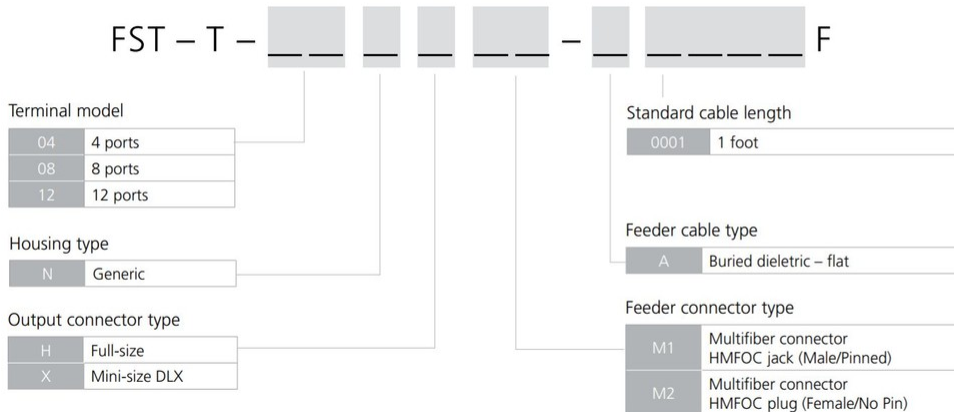 FST – T – __ __ __ __ __ __ – __ __ __ __ __ F
Terminal model
04 4 ports
08 8 ports
12 12 ports
Housing type
N Generic
Output connector type
H Full-size
X Mini-size DLX
Standard cable length
0001 1 foot
Feeder cable type
A Buried dieletric – flat
Feeder connector type
M1 Multifiber connector
HMFOC jack (Male/Pinned)
M2 Multifiber connector
HMFOC plug (Female/No Pin)